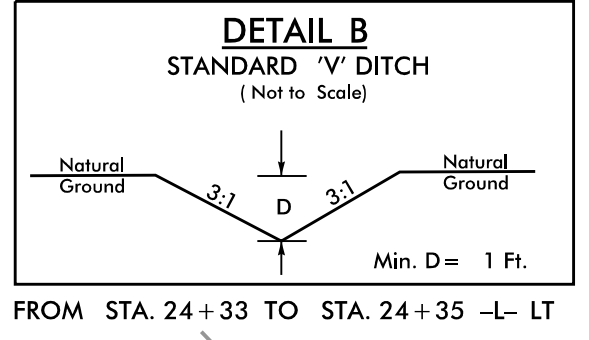 DETAIL B
STANDARD 'V' DITCH
( Not to Scale)
Natural
Ground
3:1
D
3:1
Natural
Ground
Min. D = 1 Ft.
FROM STA. 24+33 TO STA. 24+35 -L- LT